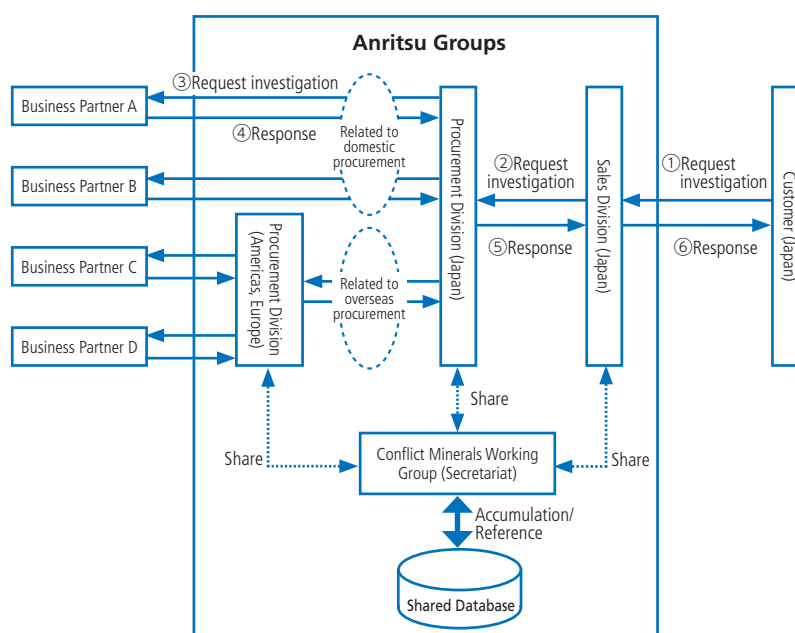 Anritsu Groups
③Request investigation
Business Partner A
④Response
Related to
domestic
procurement
Business Partner B
Procurement Division (Japan)
②Request
investigation
⑤Response
Sales Division (Japan)
①Request
investigation
⑥Response
Customer (Japan)
Business Partner C
Procurement Division
(Americas, Europe)
Related to
overseas
procurement
Business Partner D
Share
Share
Share
Conflict Minerals Working
Group (Secretariat)
Accumulation/
Reference
Shared Database